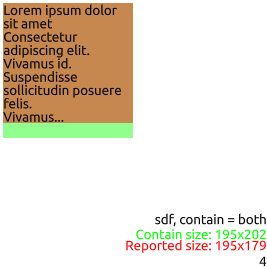 Lorem ipsum dolor
sit amet
Consectetur
adipiscing elit.
Vivamus id.
Suspendisse
sollicitudin posuere
felis.
Vivamus...
sdf, contain = both
Contain size: 195x202
Reported size: 195x179
4